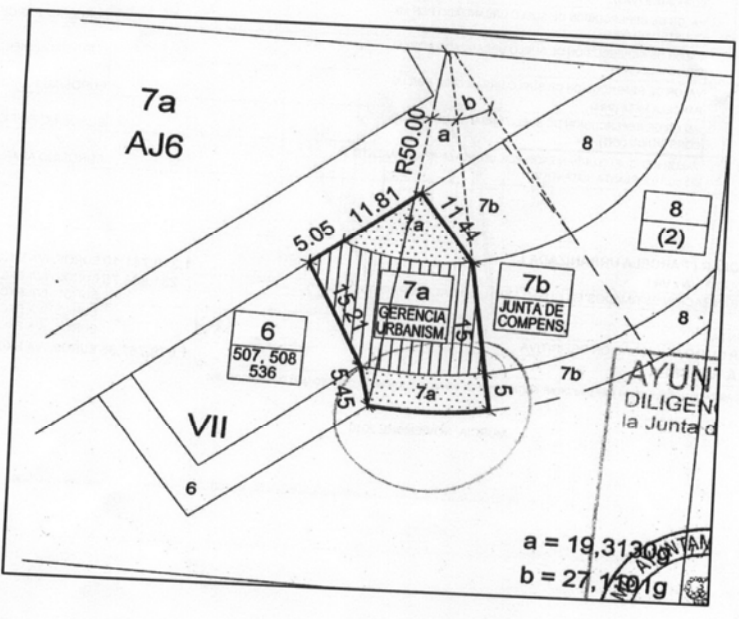 7a
AJ6
b
a
R50.00
8
11.81
11.44
7b
7a
5.05
8
(2)
7a
GERENCIA
URBANISM.
7b
JUNTA DE
COMPENS.
15.21
15
6
507, 508
536
8
7b
5.45
7a
5
VII
6
AYUNT
DILIGEN
la Junta d
a = 19,3130g
b = 27,1101g